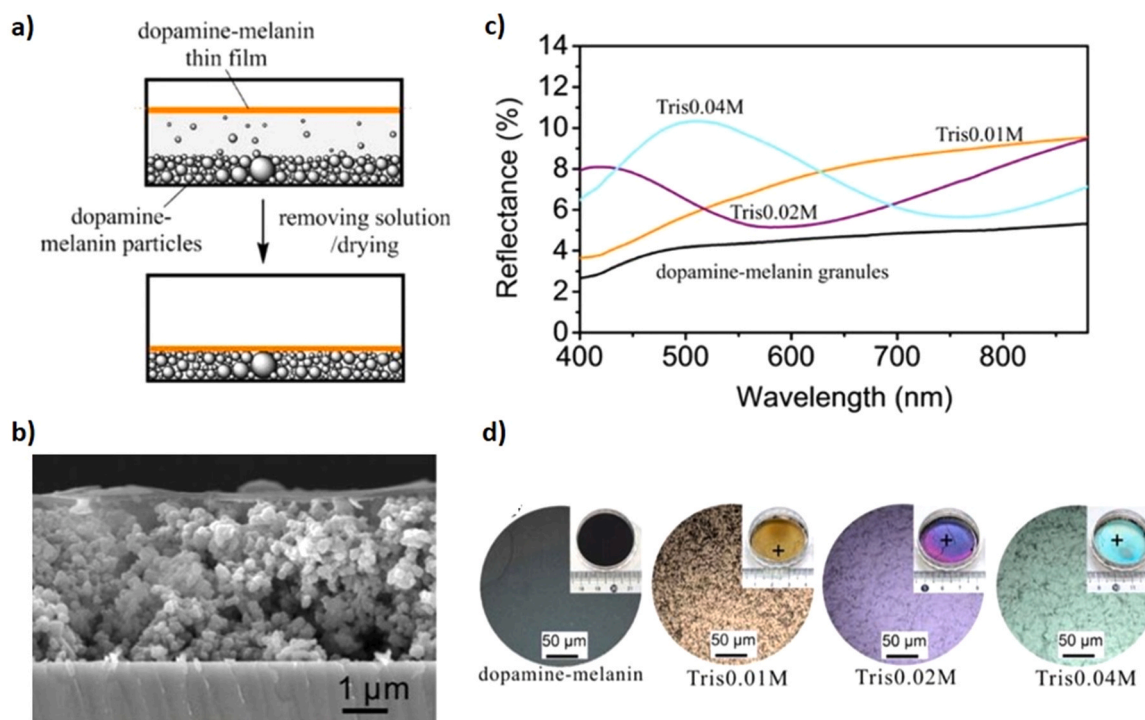 a)
dopamine-melanin
thin film
dopamine-
melanin particles
removing solution
/drying
b)
1 µm
c)
Reflectance (%)
14
12
10
8
6
4
2
0
Tris0.04M
Tris0.01M
Tris0.02M
dopamine-melanin granules
400 500 600 700 800
Wavelength (nm)
d)
50 µm
dopamine-melanin
50 µm
Tris0.01M
50 µm
Tris0.02M
50 µm
Tris0.04M